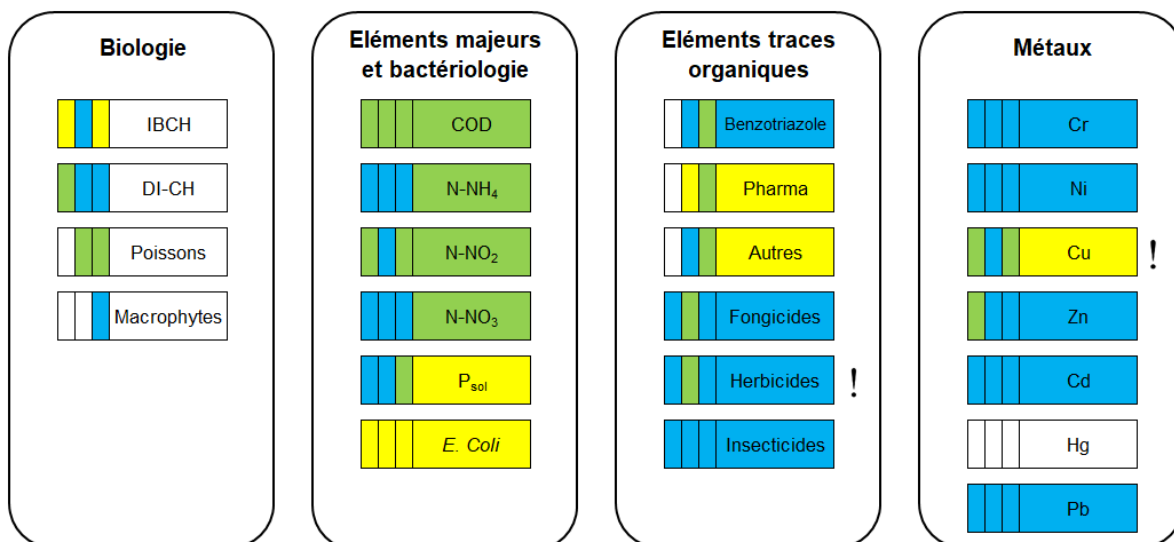 Biologie
IBCH
DI-CH
Poissons
Macrophytes
Eléments majeurs
et bactériologie
COD
N-NH₄
N-NO₂
N-NO₃
Psol
E. Coli
Eléments traces
organiques
Benzotriazole
Pharma
Autres
Fongicides
Herbicides !
Insecticides
Métaux
Cr
Ni
Cu !
Zn
Cd
Hg
Pb